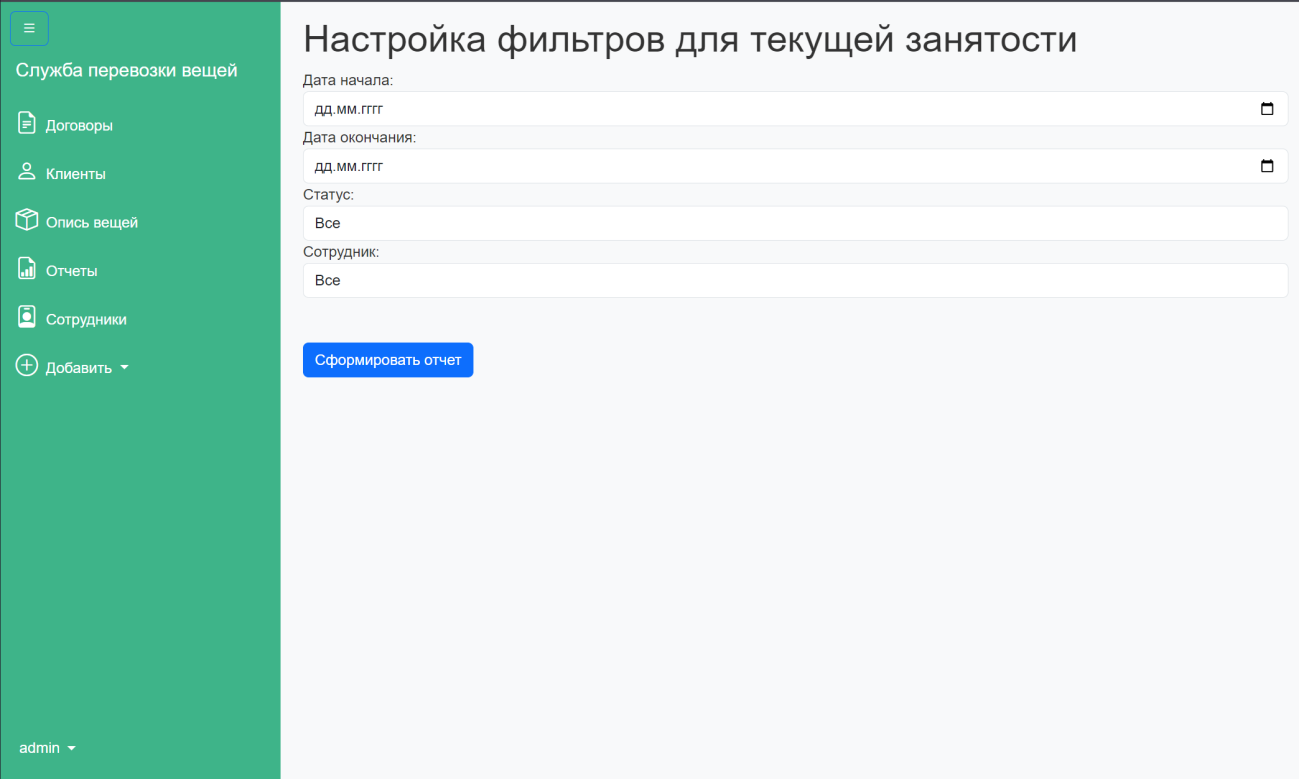 Служба перевозки вещей
Договоры
Клиенты
Опись вещей
Отчеты
Сотрудники
Добавить
admin
Настройка фильтров для текущей занятости
Дата начала:
дд.мм.гггг
Дата окончания:
дд.мм.гггг
Статус:
Все
Сотрудник:
Все
Сформировать отчет